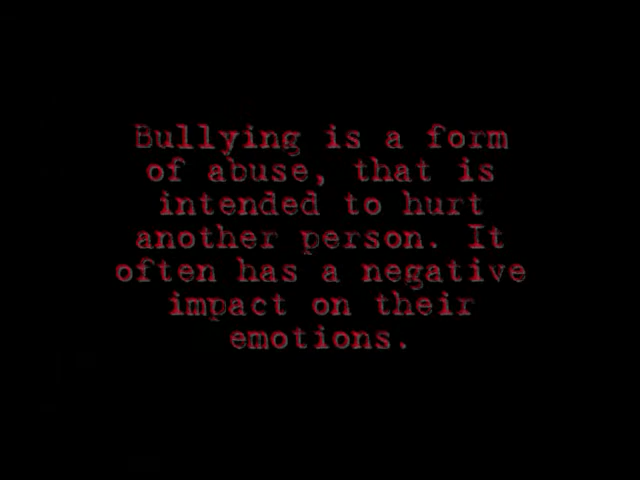 Bullying is a form
of abuse, that is
intended to hurt
another person. It
often has a negative
impact on their
emotions.